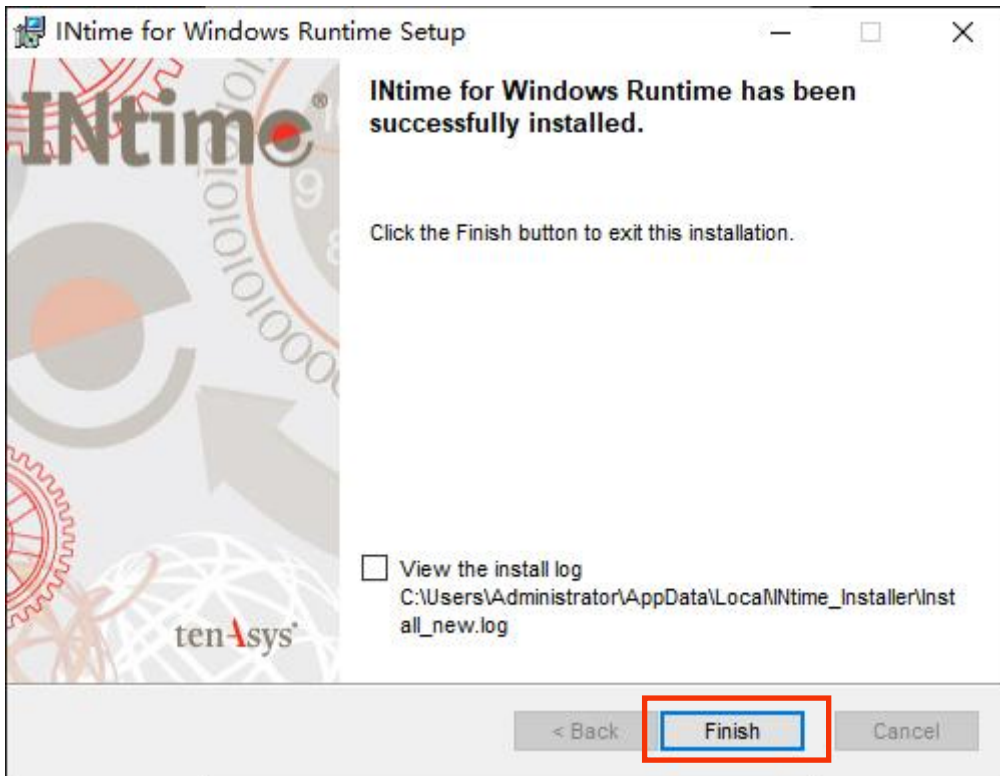 INtime for Windows Runtime Setup
INtime®
INtime for Windows Runtime has been
successfully installed.
Click the Finish button to exit this installation.
View the install log
C:\Users\Administrator\AppData\Local\INtime_Installer\Inst
all_new.log
tenAsys
< Back
Finish
Cancel